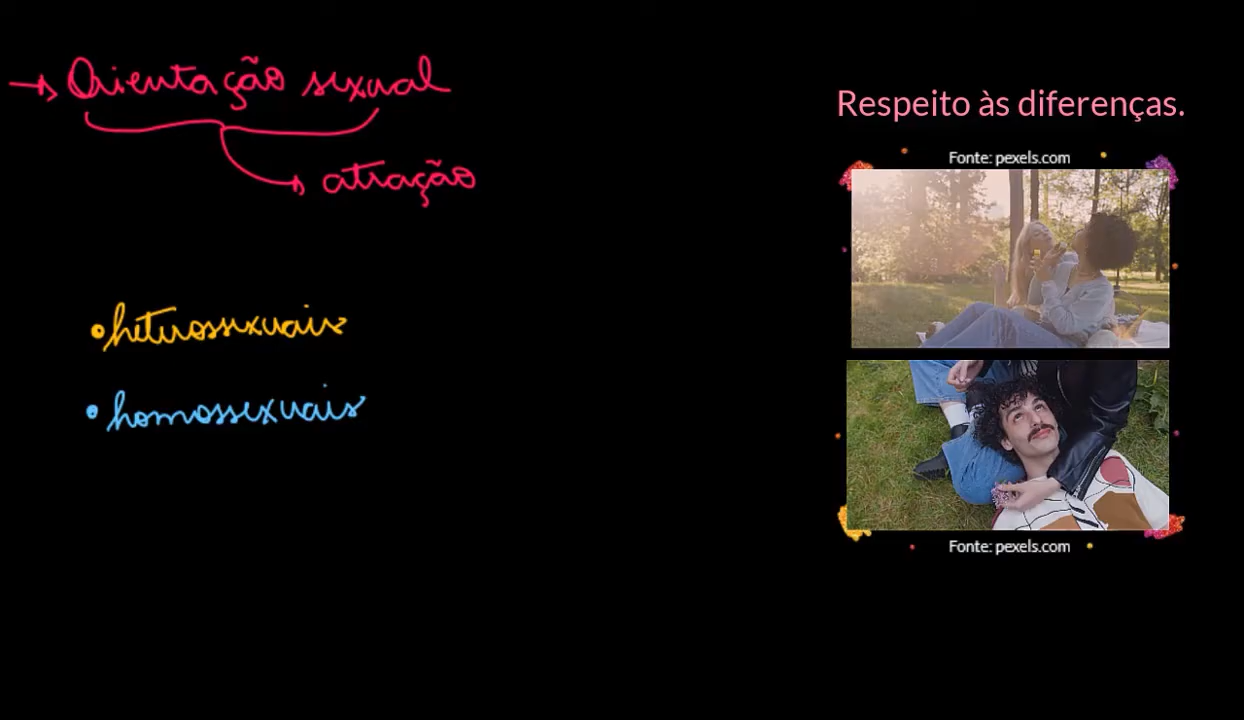 → Orientação sexual
→ atração
• heterossexuais
• homossexuais
Respeito às diferenças.
Fonte: pexels.com
Fonte: pexels.com